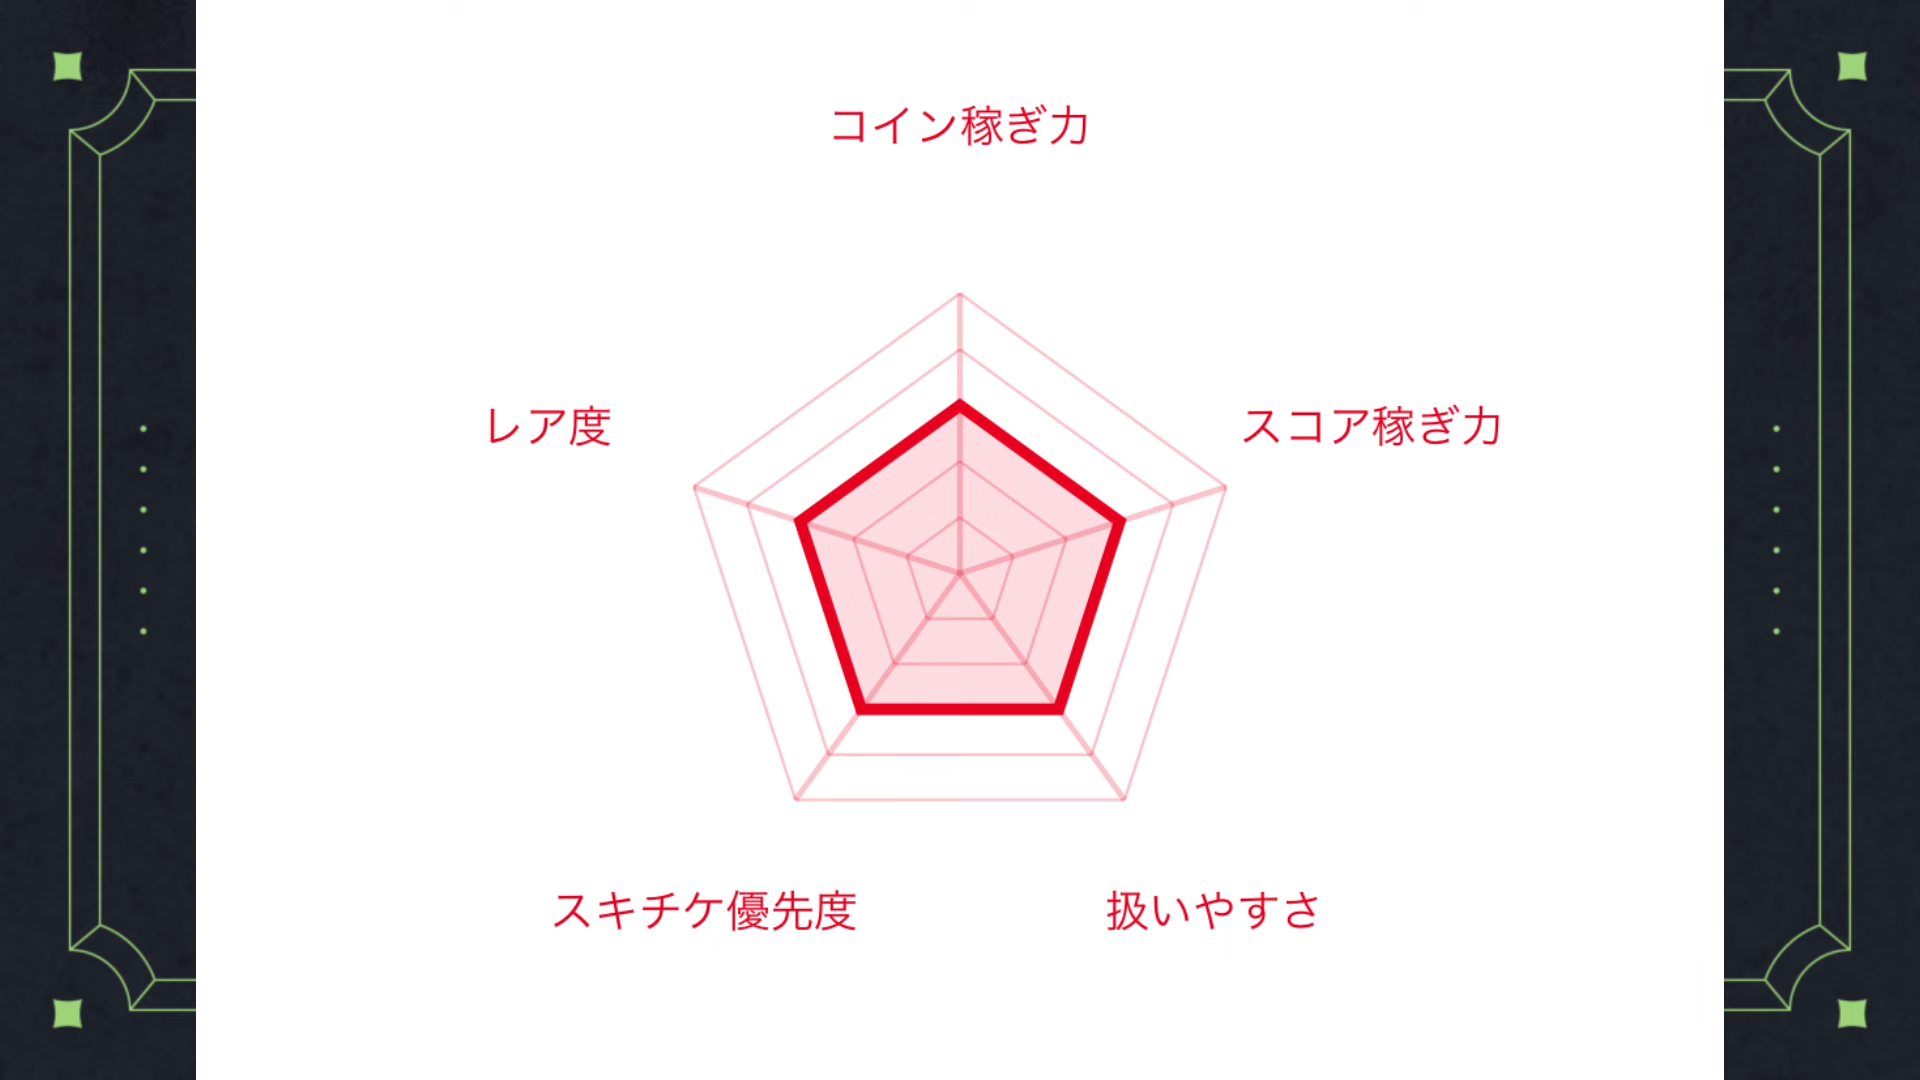 コイン稼ぎ力
レア度
スコア稼ぎ力
スキチケ優先度
扱いやすさ